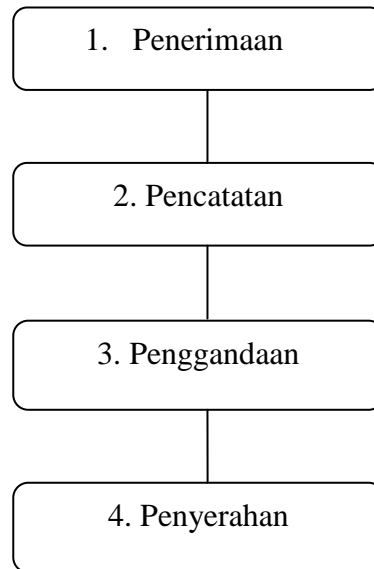 1. Penerimaan
2. Pencatatan
3. Penggandaan
4. Penyerahan